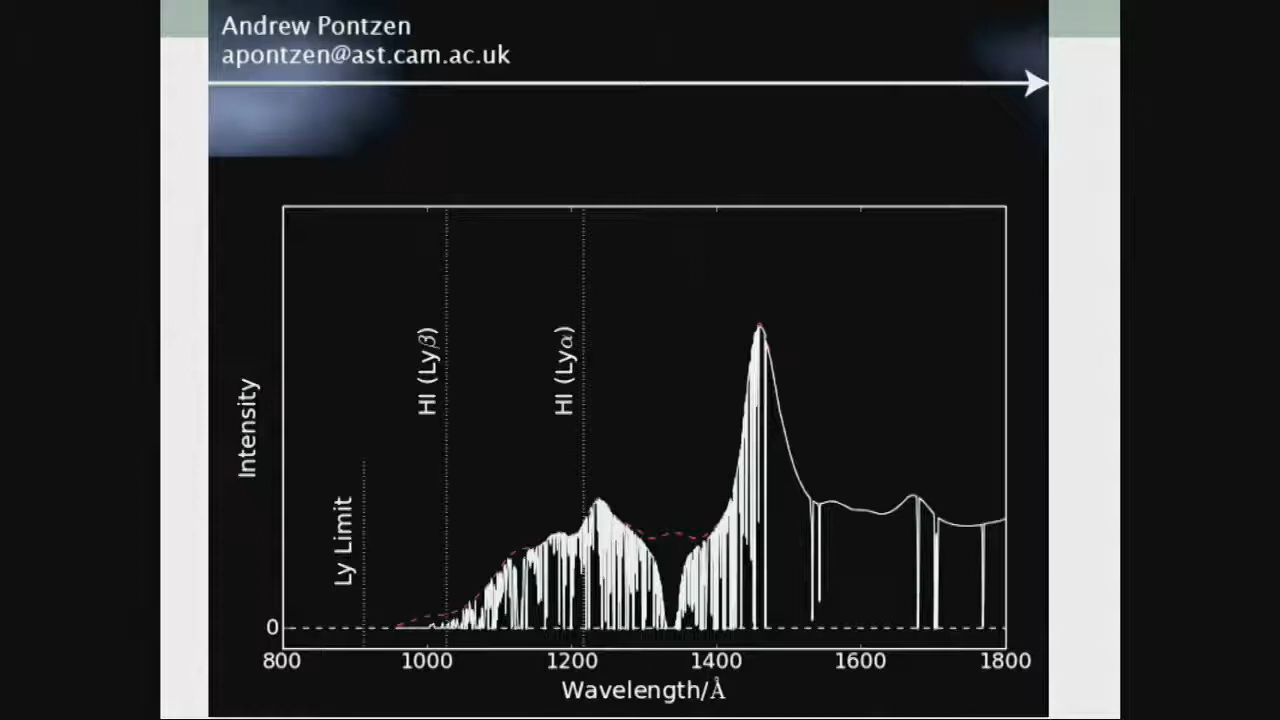 Andrew Pontzen
apontzen@ast.cam.ac.uk
HI (Lyβ)
HI (Lyα)
Intensity
Ly Limit
0
800 1000 1200 1400 1600 1800
Wavelength/Å